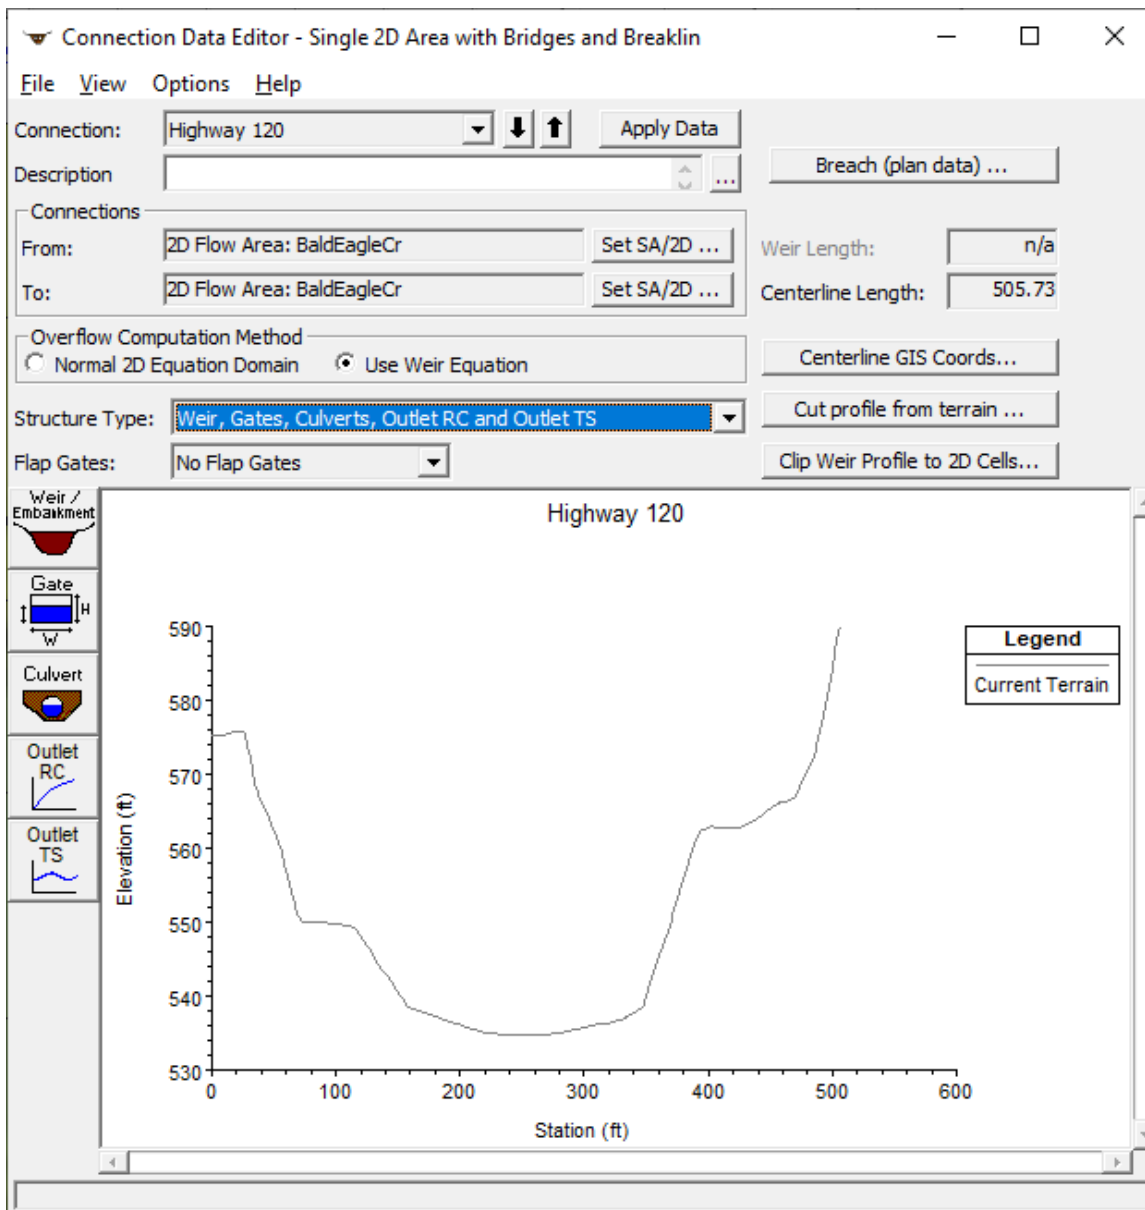 Connection Data Editor - Single 2D Area with Bridges and Breaklin
File View Options Help
Connection: Highway 120 Apply Data
Description ... Breach (plan data) ...
Connections
From: 2D Flow Area: BaldEagleCr Set SA/2D ... Weir Length: n/a
To: 2D Flow Area: BaldEagleCr Set SA/2D ... Centerline Length: 505.73
Overflow Computation Method
Normal 2D Equation Domain Use Weir Equation Centerline GIS Coords...
Structure Type: Weir, Gates, Culverts, Outlet RC and Outlet TS Cut profile from terrain ...
Flap Gates: No Flap Gates Clip Weir Profile to 2D Cells...
Weir /
Embankment
Gate
H
W
Culvert
Outlet
RC
Outlet
TS
Highway 120
590
580
570
560
550
540
530
Elevation (ft)
0 100 200 300 400 500 600
Station (ft)
Legend
Current Terrain